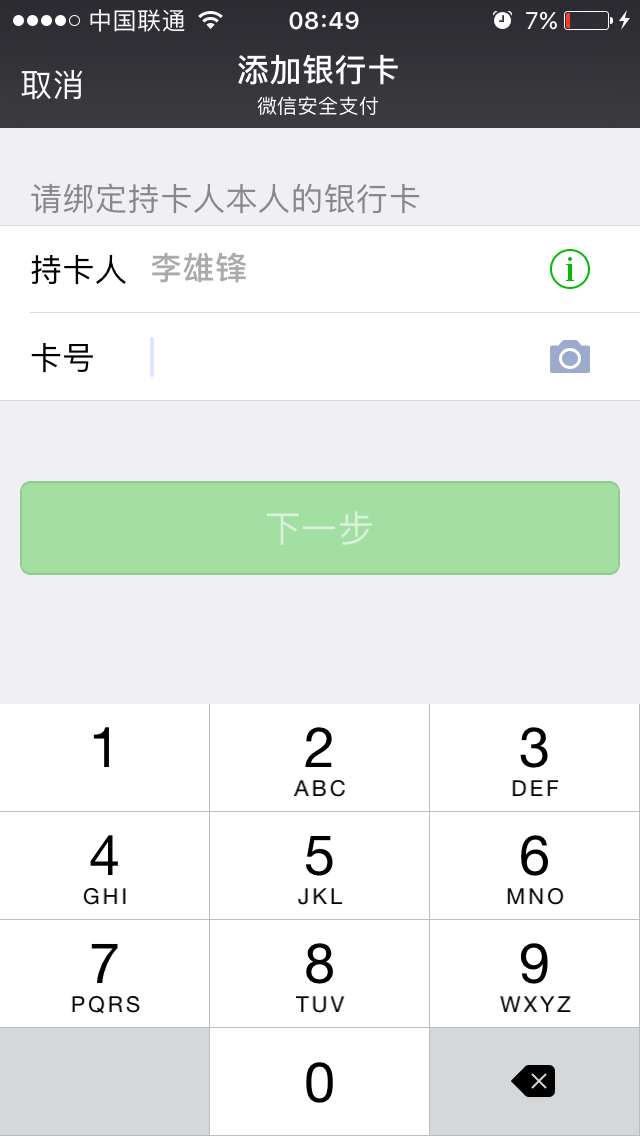 中国联通 08:49 7%
取消 添加银行卡
微信安全支付
请绑定持卡人本人的银行卡
持卡人 李雄锋
卡号
下一步
1 2 3
ABC DEF
4 5 6
GHI JKL MNO
7 8 9
PQRS TUV WXYZ
0